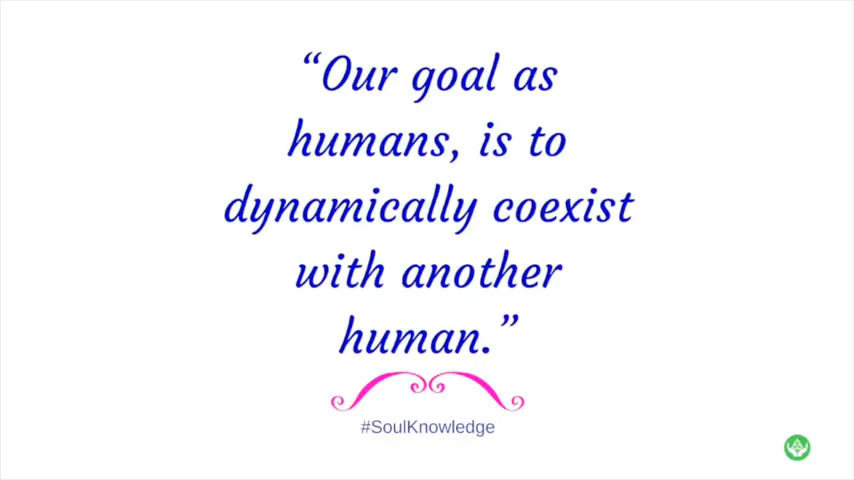 “Our goal as
humans, is to
dynamically coexist
with another
human.”
#SoulKnowledge